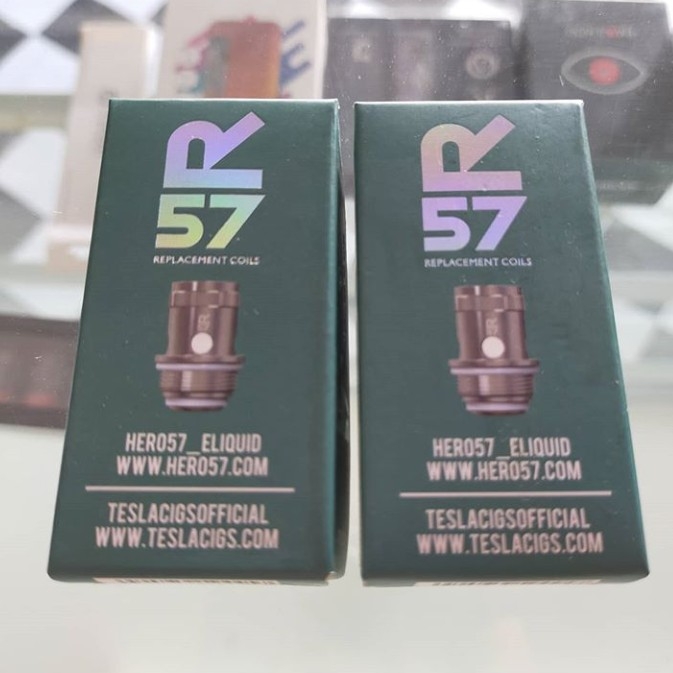 R
57
REPLACEMENT COILS
HERO57_ELIQUID
WWW.HERO57.COM
TESLACIGSOFFICIAL
WWW.TESLACIGS.COM
R
57
REPLACEMENT COILS
HERO57_ELIQUID
WWW.HERO57.COM
TESLACIGSOFFICIAL
WWW.TESLACIGS.COM